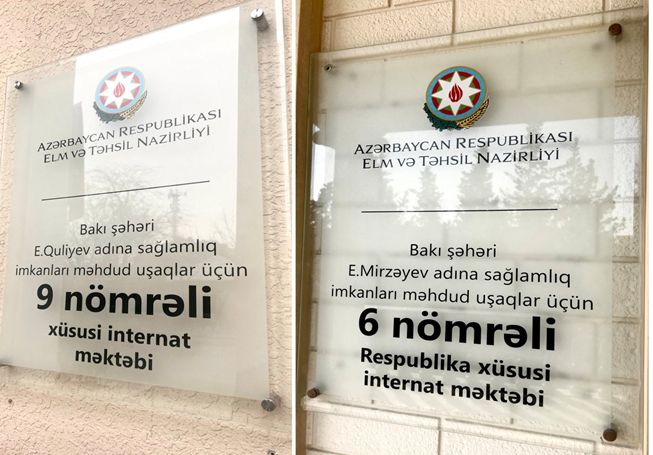 AZƏRBAYCAN RESPUBLIKASI
ELM VƏ TƏHSİL NAZİRLİYİ
Bakı şəhəri
E.Quliyev adına sağlamlıq
imkanları məhdud uşaqlar üçün
9 nömrəli
xüsusi internat
məktəbi
AZƏRBAYCAN RESPUBLİKASI
ELM VƏ TƏHSİL NAZİRLİYİ
Bakı şəhəri
E.Mirzəyev adına sağlamlıq
imkanları məhdud uşaqlar üçün
6 nömrəli
Respublika xüsusi
internat məktəbi